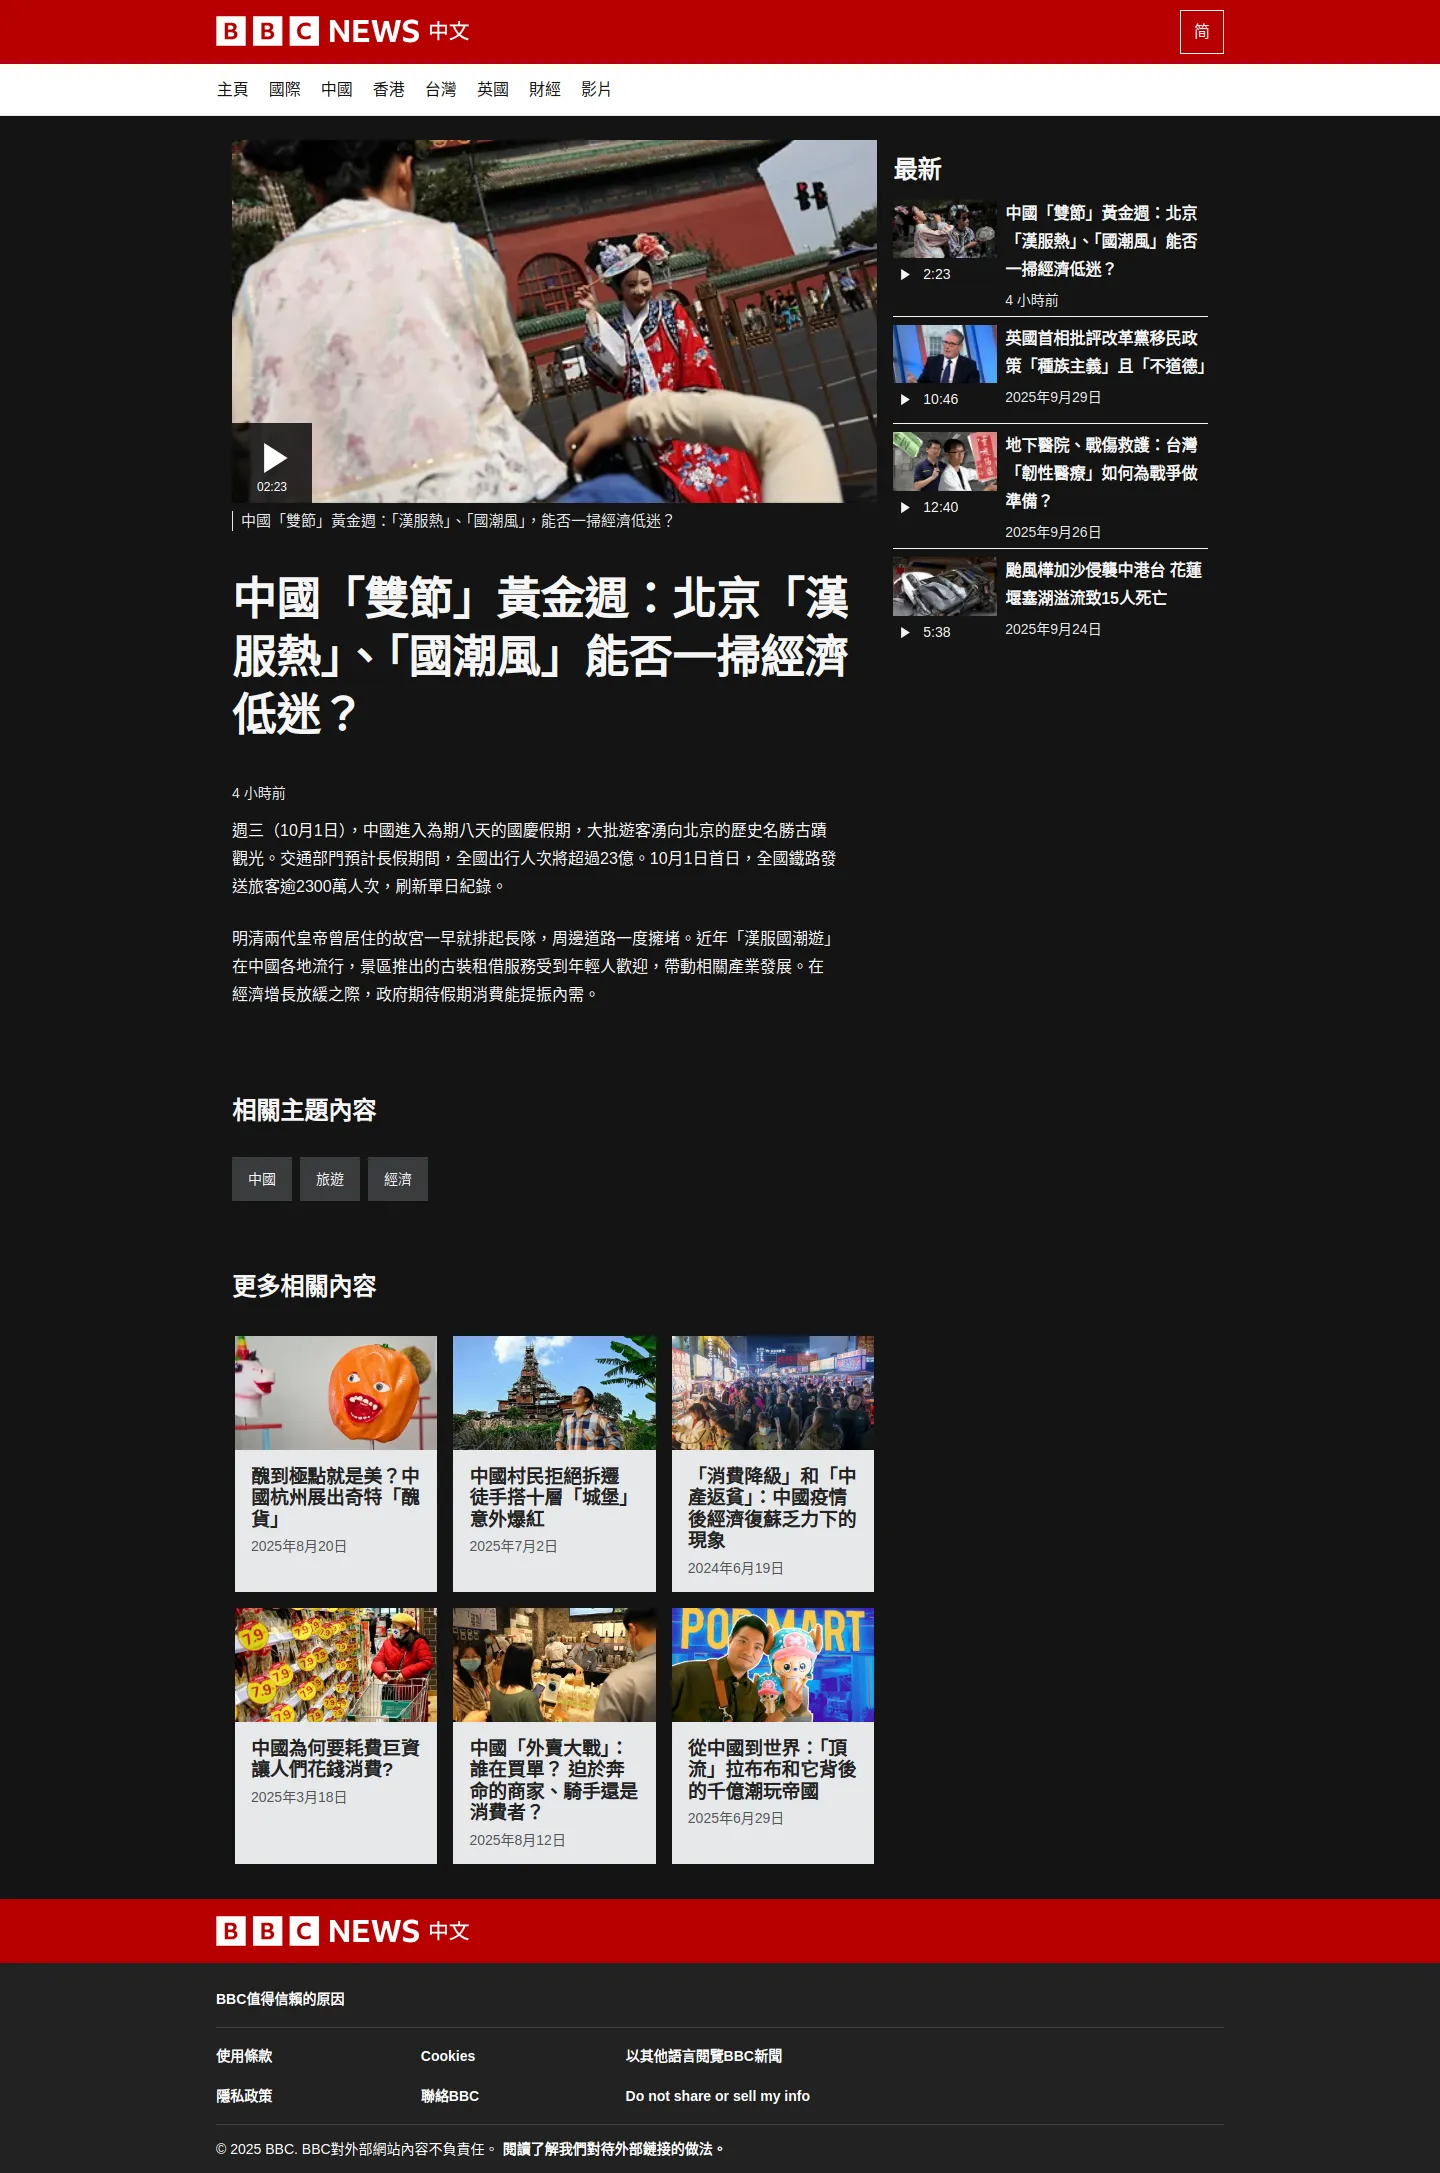 BBC NEWS 中文
简
主頁 國際 中國 香港 台灣 英國 財經 影片
02:23
中國「雙節」黃金週：「漢服熱」、「國潮風」，能否一掃經濟低迷？
中國「雙節」黃金週：北京「漢
服熱」、「國潮風」能否一掃經濟
低迷？
4 小時前
週三（10月1日），中國進入為期八天的國慶假期，大批遊客湧向北京的歷史名勝古蹟
觀光。交通部門預計長假期間，全國出行人次將超過23億。10月1日首日，全國鐵路發
送旅客逾2300萬人次，刷新單日紀錄。
明清兩代皇帝曾居住的故宮一早就排起長隊，周邊道路一度擁堵。近年「漢服國潮遊」
在中國各地流行，景區推出的古裝租借服務受到年輕人歡迎，帶動相關產業發展。在
經濟增長放緩之際，政府期待假期消費能提振內需。
最新
中國「雙節」黃金週：北京
「漢服熱」、「國潮風」能否
一掃經濟低迷？
2:23
4 小時前
英國首相批評改革黨移民政
策「種族主義」且「不道德」
10:46
2025年9月29日
地下醫院、戰傷救護：台灣
「韌性醫療」如何為戰爭做
準備？
12:40
2025年9月26日
颱風樺加沙侵襲中港台 花蓮
堰塞湖溢流致15人死亡
5:38
2025年9月24日
相關主題內容
中國 旅遊 經濟
更多相關內容
醜到極點就是美？中
國杭州展出奇特「醜
貨」
2025年8月20日
中國村民拒絕拆遷
徒手搭十層「城堡」
意外爆紅
2025年7月2日
「消費降級」和「中
產返貧」：中國疫情
後經濟復蘇乏力下的
現象
2024年6月19日
7.9
中國為何要耗費巨資
讓人們花錢消費?
2025年3月18日
中國「外賣大戰」：
誰在買單？ 迫於奔
命的商家、騎手還是
消費者？
2025年8月12日
POP MART
從中國到世界：「頂
流」拉布布和它背後
的千億潮玩帝國
2025年6月29日
BBC NEWS 中文
BBC值得信賴的原因
使用條款 Cookies 以其他語言閱覽BBC新聞
隱私政策 聯絡BBC Do not share or sell my info
© 2025 BBC. BBC對外部網站內容不負責任。 閱讀了解我們對待外部鏈接的做法。